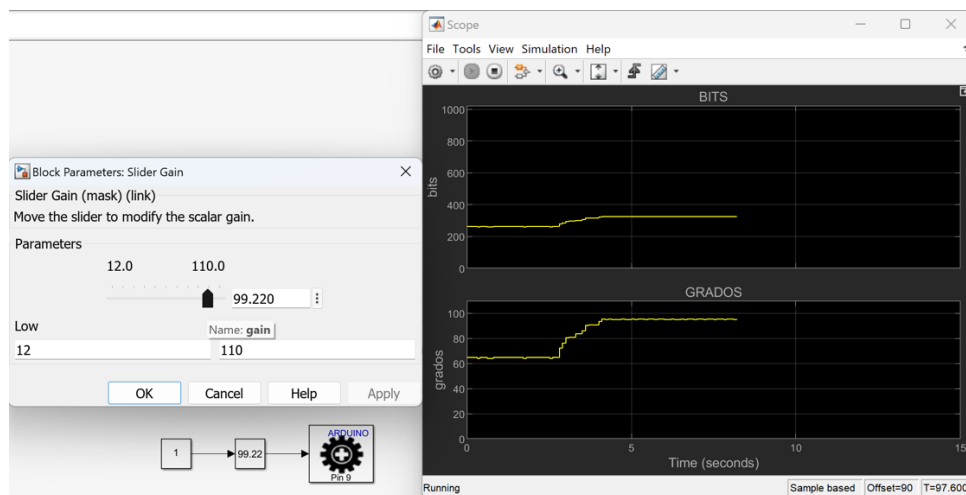 Block Parameters: Slider Gain
Slider Gain (mask) (link)
Move the slider to modify the scalar gain.
Parameters
12.0 110.0
99.220
Low
Name: gain
12 110
OK Cancel Help Apply
1 99.22 ARDUINO
Pin 9
Scope
File Tools View Simulation Help
BITS
bits
1000
800
600
400
200
0
GRADOS
grados
100
80
60
40
20
0
0 5 10 15
Time (seconds)
Running Sample based Offset=90 T=97.600